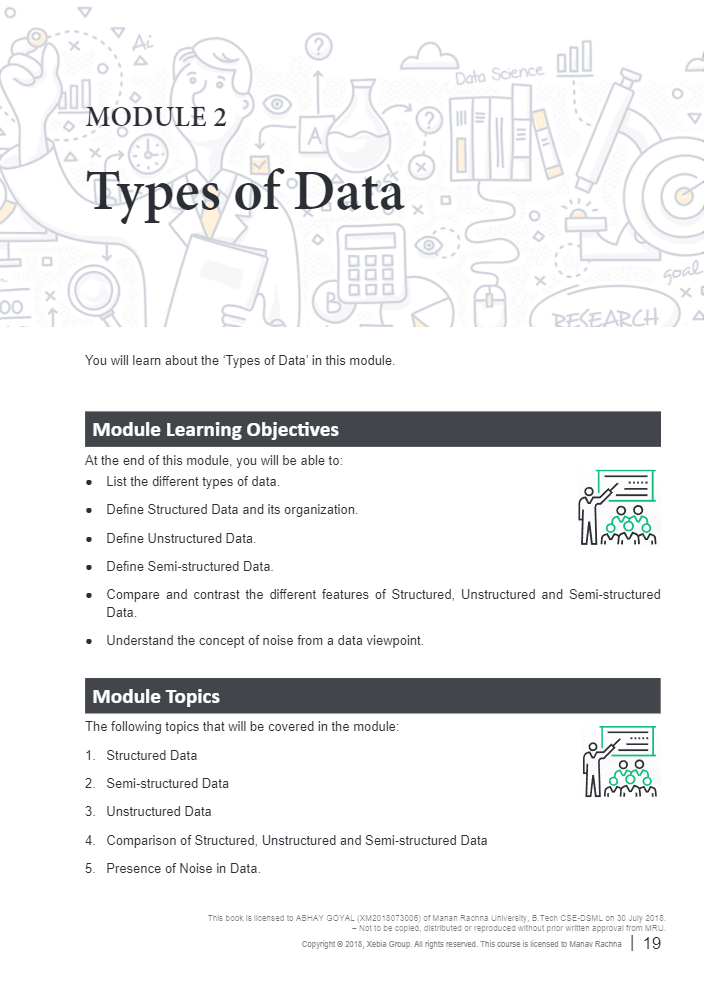 Ai
?
Data Science
MODULE 2
A
?
Types of Data
B
goal
00
RESEARCH
You will learn about the ‘Types of Data’ in this module.
Module Learning Objectives
At the end of this module, you will be able to:
● List the different types of data.
● Define Structured Data and its organization.
● Define Unstructured Data.
● Define Semi-structured Data.
● Compare and contrast the different features of Structured, Unstructured and Semi-structured
Data.
● Understand the concept of noise from a data viewpoint.
Module Topics
The following topics that will be covered in the module:
1. Structured Data
2. Semi-structured Data
3. Unstructured Data
4. Comparison of Structured, Unstructured and Semi-structured Data
5. Presence of Noise in Data.
This book is licensed to ABHAY GOYAL (XM2018073006) of Manan Rachna University, B.Tech CSE-DSML on 30 July 2018.
– Not to be copied, distributed or reproduced without prior written approval from MRU.
Copyright © 2018, Xebia Group. All rights reserved. This course is licensed to Manav Rachna | 19